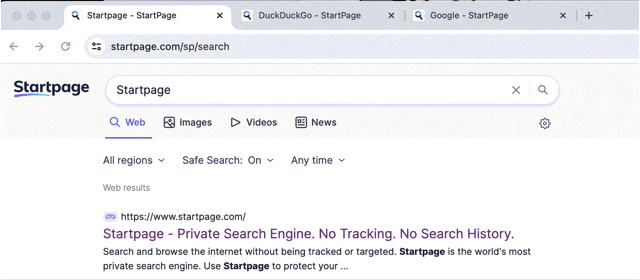 Startpage - StartPage
DuckDuckGo - StartPage
Google - StartPage
startpage.com/sp/search
Startpage
Startpage
Web
Images
Videos
News
All regions
Safe Search: On
Any time
Web results
https://www.startpage.com/
Startpage - Private Search Engine. No Tracking. No Search History.
Search and browse the internet without being tracked or targeted. Startpage is the world's most
private search engine. Use Startpage to protect your ...